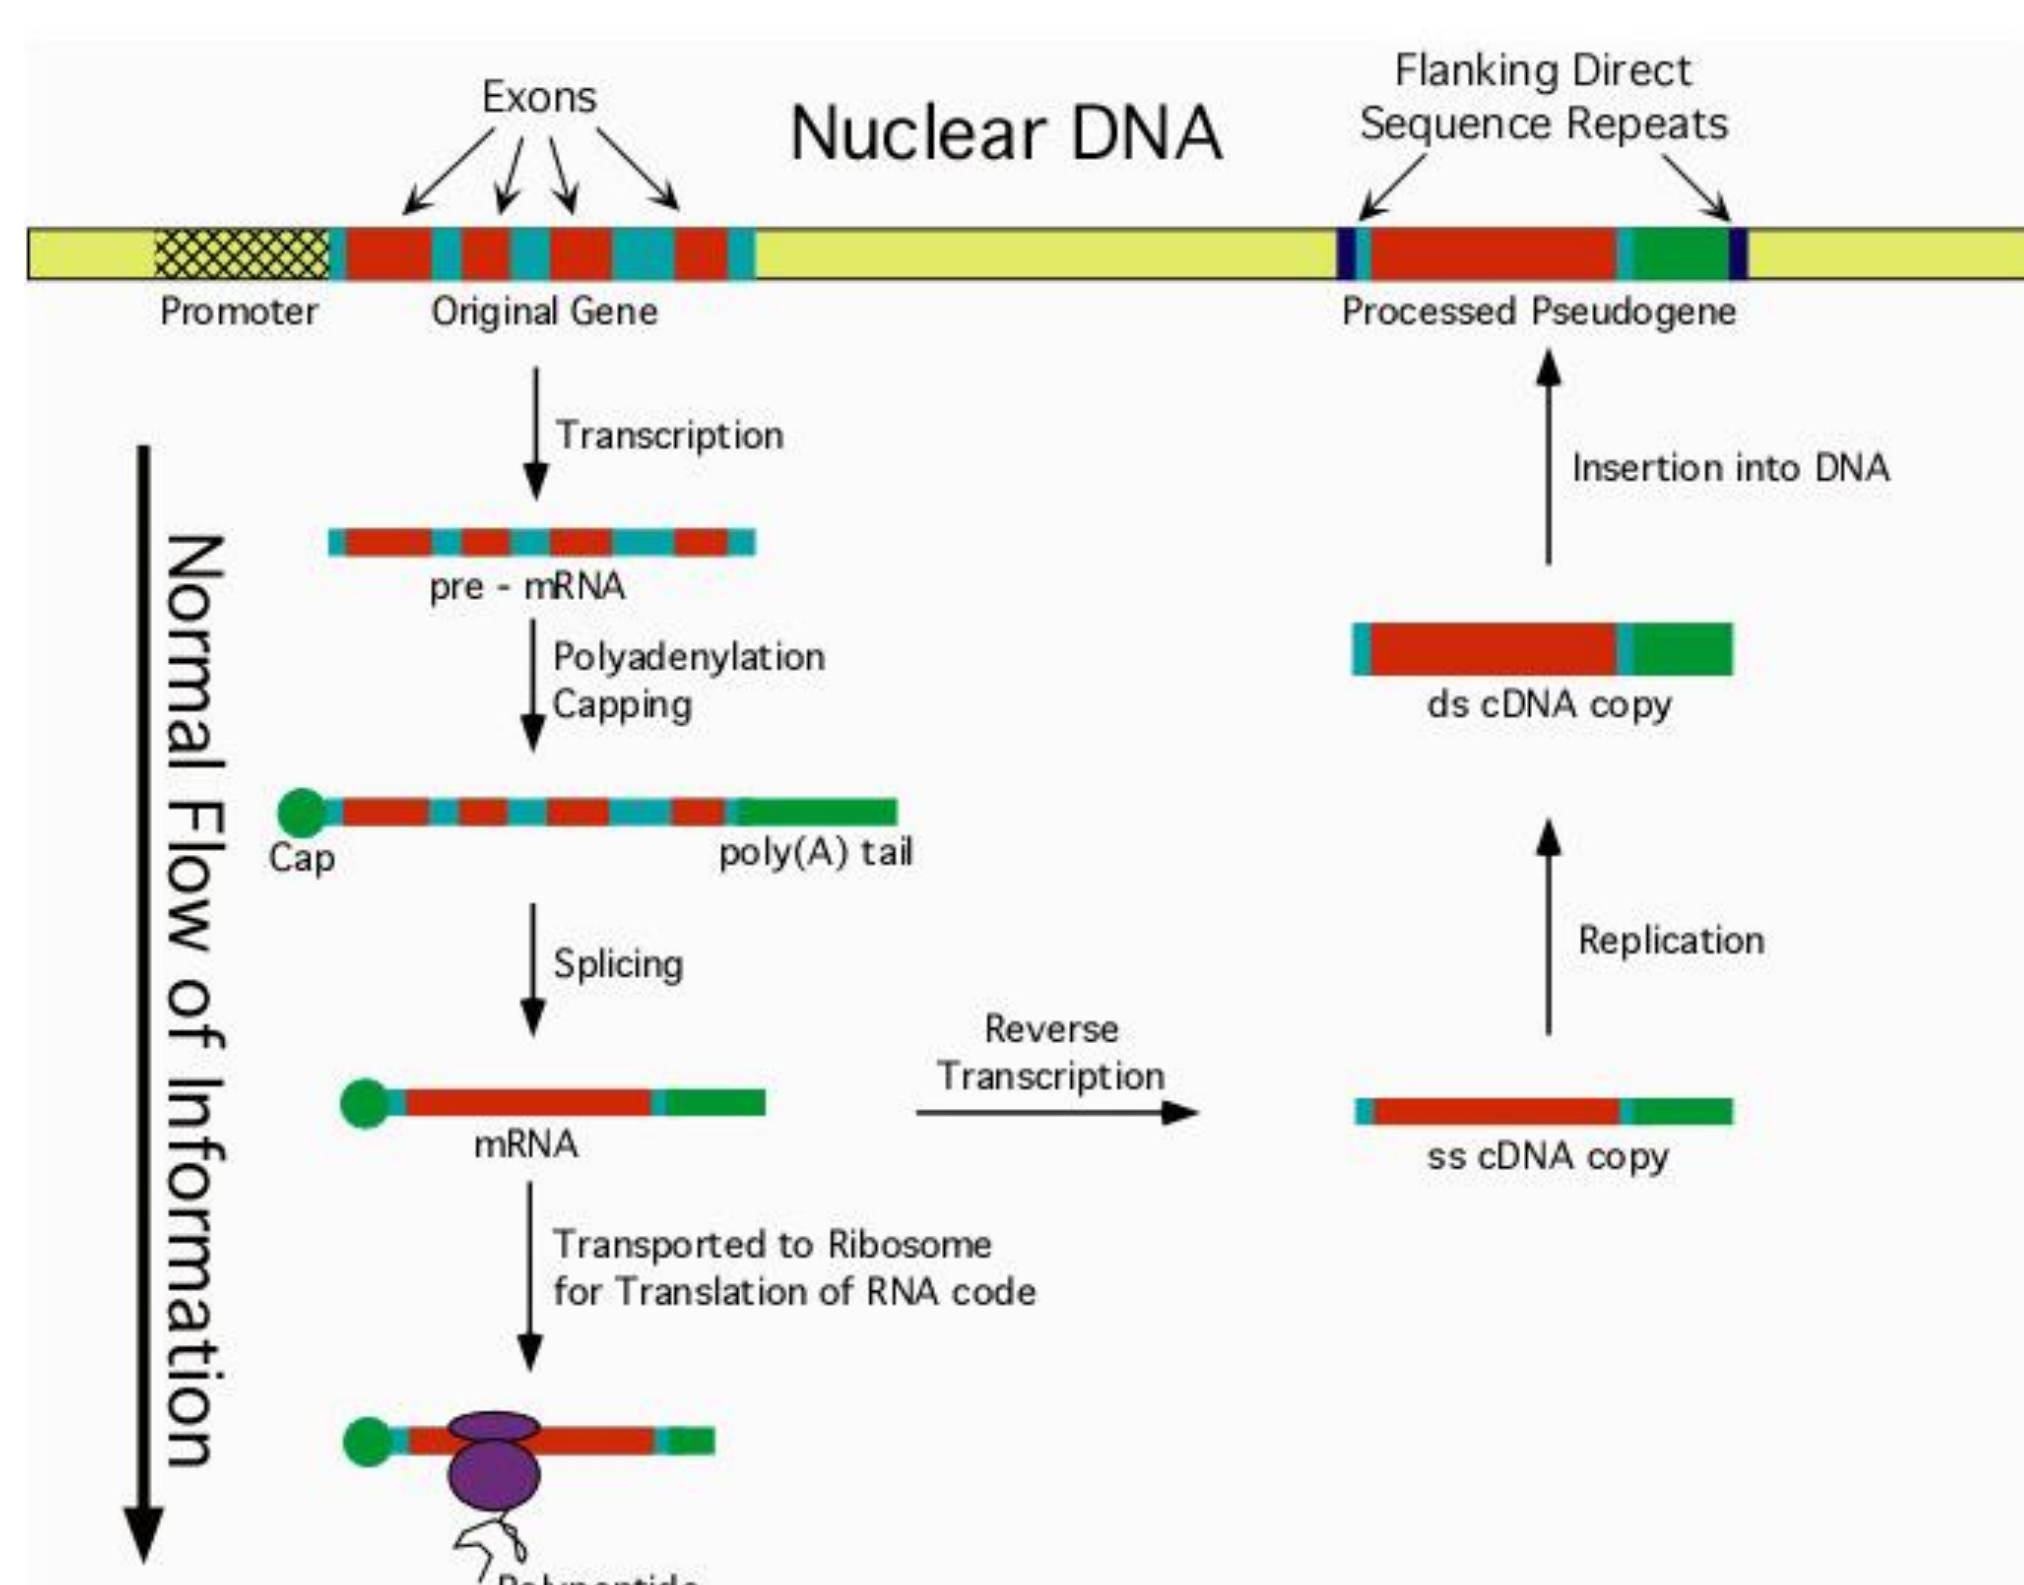 Exons
Nuclear DNA
Flanking Direct
Sequence Repeats
Promoter
Original Gene
Processed Pseudogene
Transcription
Insertion into DNA
Normal Flow of Information
pre - mRNA
Polyadenylation
Capping
ds cDNA copy
Cap
poly(A) tail
Splicing
Replication
Reverse
Transcription
mRNA
ss cDNA copy
Transported to Ribosome
for Translation of RNA code
Polypeptide